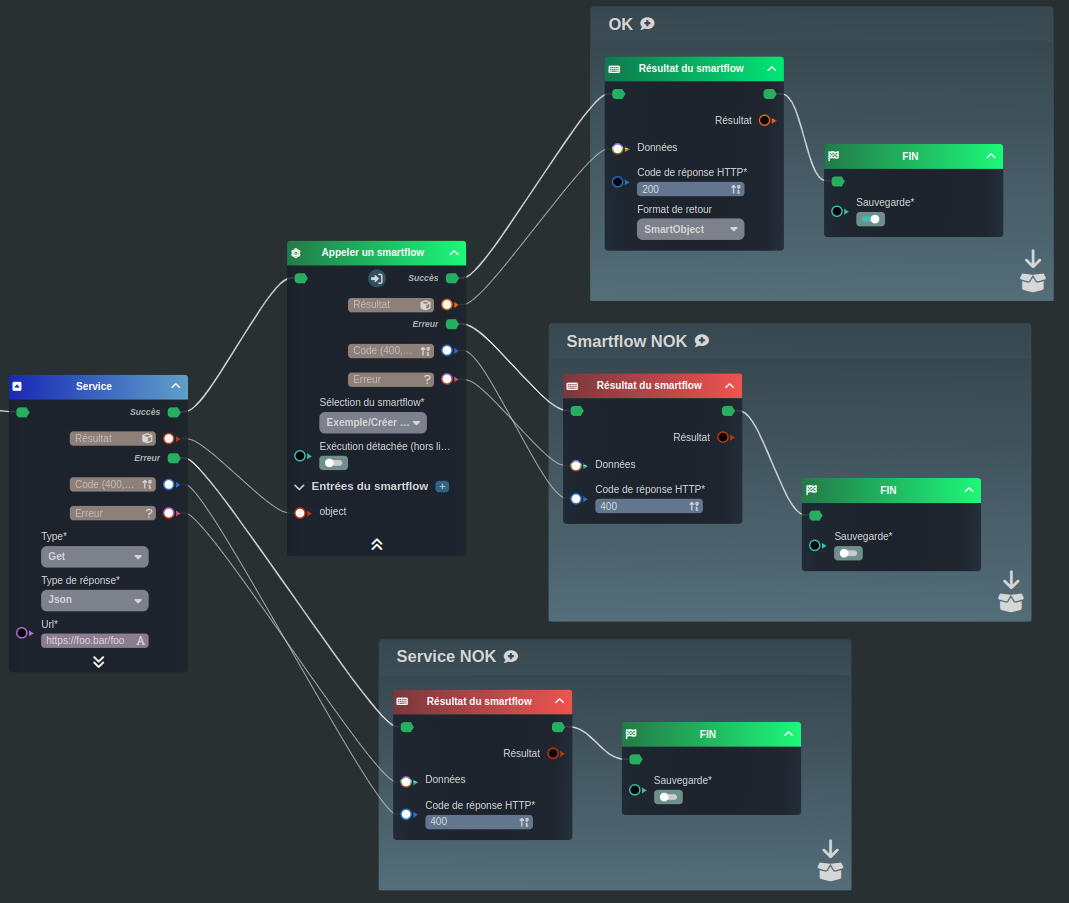 OK
Résultat du smartflow
Résultat
Données
Code de réponse HTTP*
200
Format de retour
SmartObject
FIN
Sauvegarde*
Appeler un smartflow
Succès
Résultat
Erreur
Code (400,...
Erreur
?
Sélection du smartflow*
Exemple/Créer ...
Exécution détachée (hors li...
Entrées du smartflow
object
Smartflow NOK
Résultat du smartflow
Résultat
Données
Code de réponse HTTP*
400
FIN
Sauvegarde*
Service
Succès
Résultat
Erreur
Code (400,...
Erreur
?
Type*
Get
Type de réponse*
Json
Url*
https://foo.bar/foo
A
Service NOK
Résultat du smartflow
Résultat
Données
Code de réponse HTTP*
400
FIN
Sauvegarde*